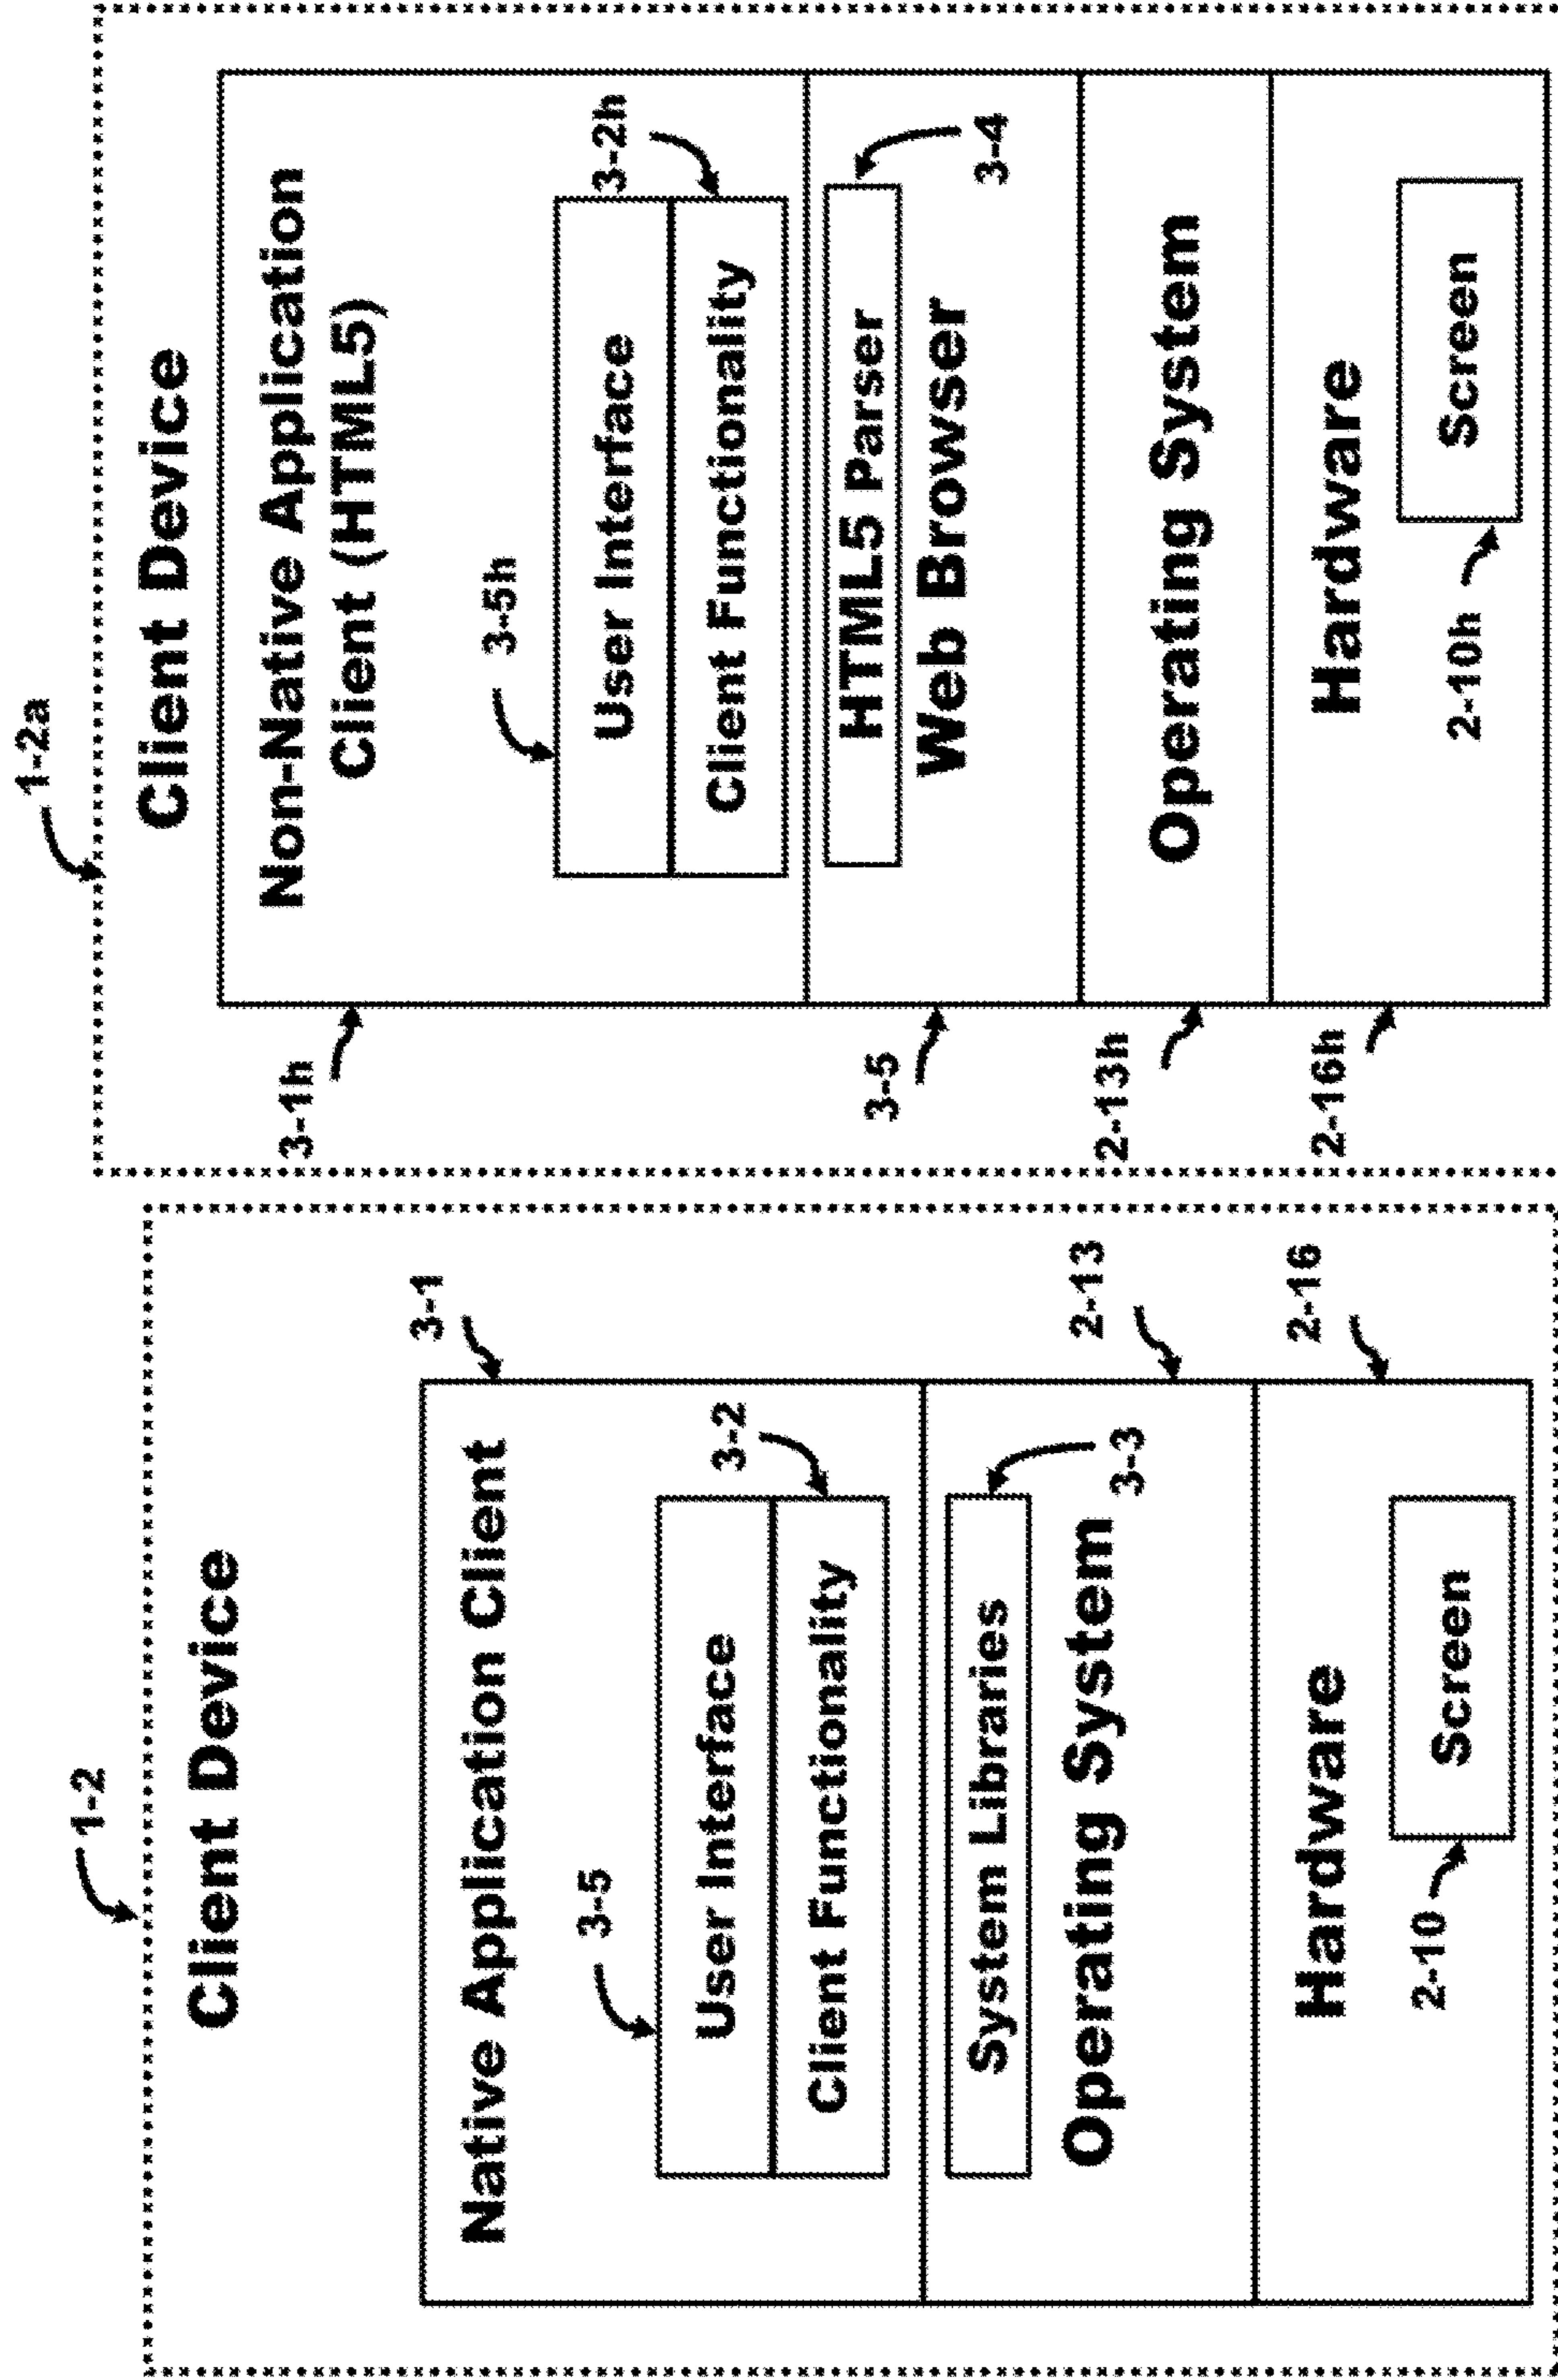 1-2
Client Device
3-1
Native Application Client
3-5
3-2
User Interface
Client Functionality
2-13
System Libraries
3-3
Operating System
2-16
Hardware
2-10
Screen
1-2a
Client Device
3-1h
Non-Native Application
Client (HTML5)
3-5h
3-2h
User Interface
Client Functionality
3-5
HTML5 Parser
3-4
Web Browser
2-13h
Operating System
2-16h
Hardware
2-10h
Screen